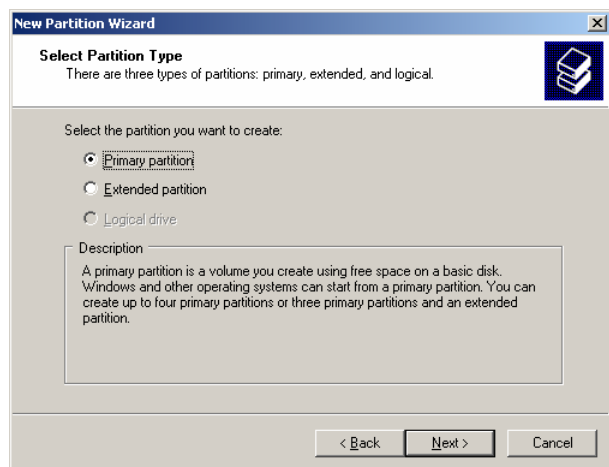 New Partition Wizard
Select Partition Type
There are three types of partitions: primary, extended, and logical.
Select the partition you want to create:
Primary partition
Extended partition
Logical drive
Description
A primary partition is a volume you create using free space on a basic disk.
Windows and other operating systems can start from a primary partition. You can
create up to four primary partitions or three primary partitions and an extended
partition.
< Back Next > Cancel